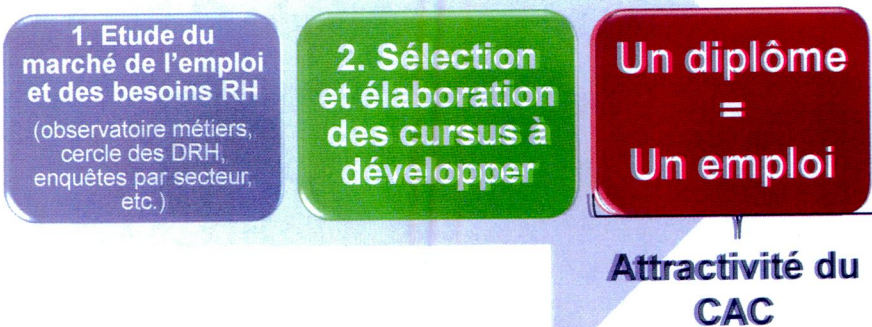 1. Etude du
marché de l'emploi
et des besoins RH
(observatoire métiers,
cercle des DRH,
enquêtes par secteur,
etc.)
2. Sélection
et élaboration
des cursus à
développer
Un diplôme
=
Un emploi
Attractivité du
CAC